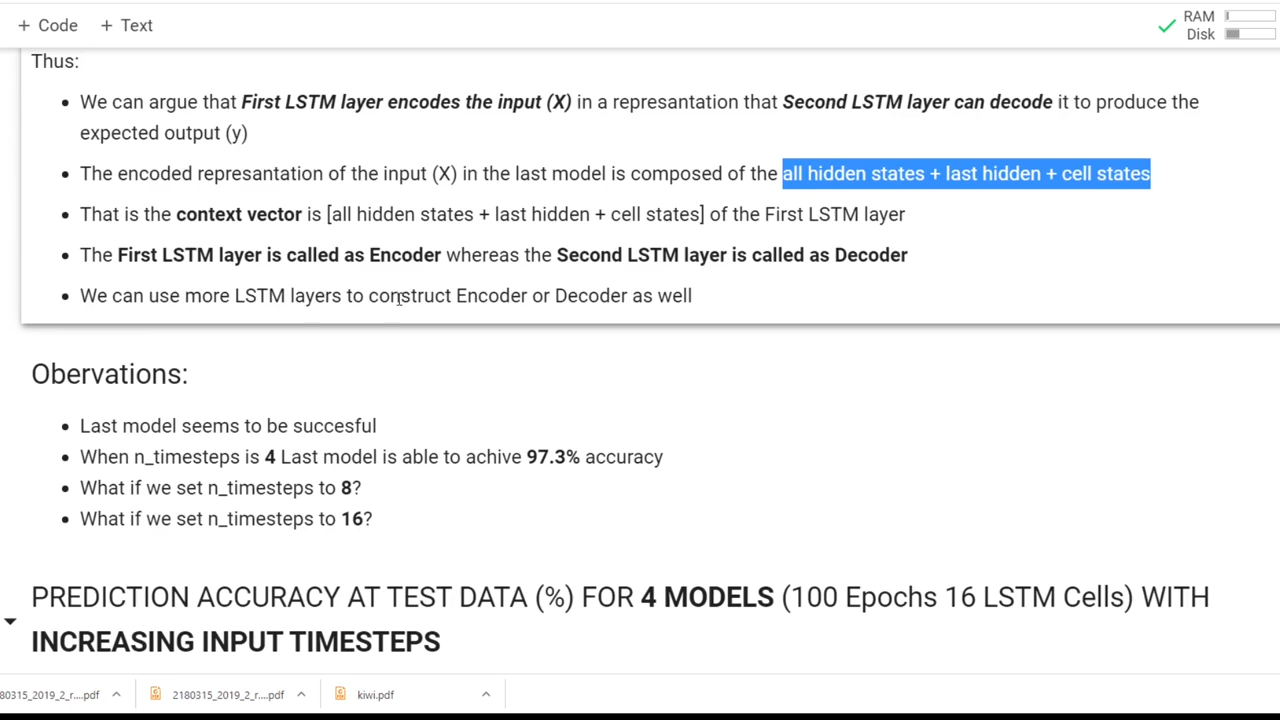 + Code + Text
RAM
Disk
Thus:
We can argue that First LSTM layer encodes the input (X) in a represantation that Second LSTM layer can decode it to produce the
expected output (y)
The encoded represantation of the input (X) in the last model is composed of the all hidden states + last hidden + cell states
That is the context vector is [all hidden states + last hidden + cell states] of the First LSTM layer
The First LSTM layer is called as Encoder whereas the Second LSTM layer is called as Decoder
We can use more LSTM layers to construct Encoder or Decoder as well
Obervations:
Last model seems to be succesful
When n_timesteps is 4 Last model is able to achive 97.3% accuracy
What if we set n_timesteps to 8?
What if we set n_timesteps to 16?
PREDICTION ACCURACY AT TEST DATA (%) FOR 4 MODELS (100 Epochs 16 LSTM Cells) WITH
INCREASING INPUT TIMESTEPS
80315_2019_2_r....pdf 2180315_2019_2_r....pdf kiwi.pdf